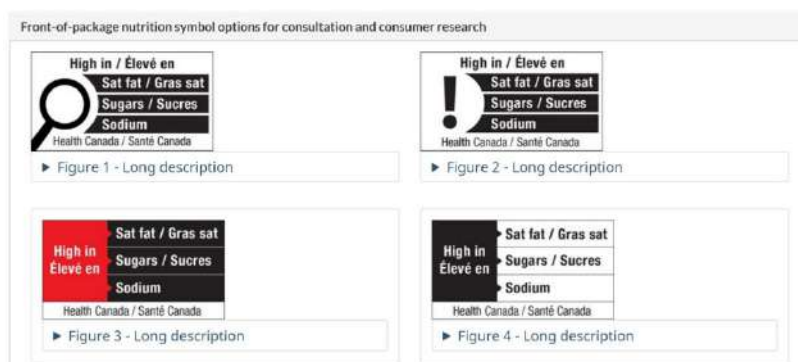 Front-of-package nutrition symbol options for consultation and consumer research
High in / Élevé en
Sat fat / Gras sat
Sugars / Sucres
Sodium
Health Canada / Santé Canada
▶ Figure 1 - Long description
High in / Élevé en
Sat fat / Gras sat
Sugars / Sucres
Sodium
Health Canada / Santé Canada
▶ Figure 2 - Long description
High in
Élevé en
Sat fat / Gras sat
Sugars / Sucres
Sodium
Health Canada / Santé Canada
▶ Figure 3 - Long description
High in
Élevé en
Sat fat / Gras sat
Sugars / Sucres
Sodium
Health Canada / Santé Canada
▶ Figure 4 - Long description